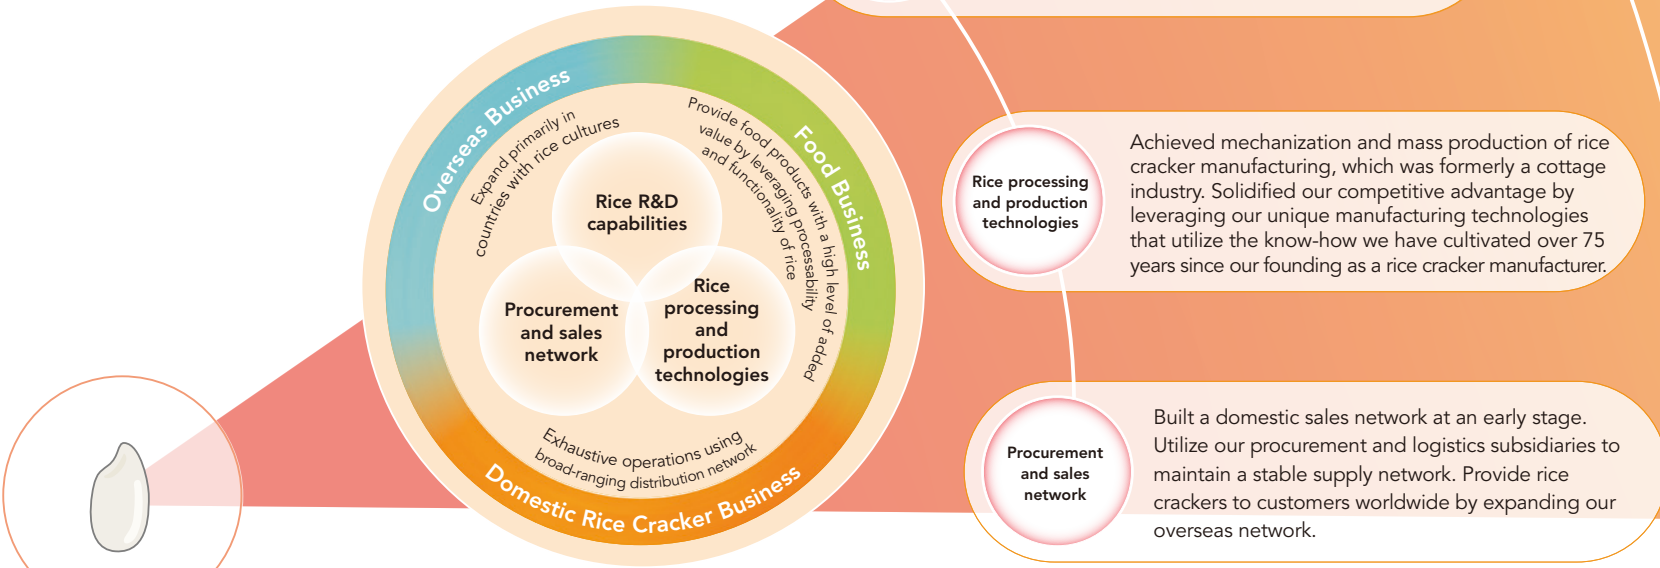 Overseas Business
Expand primarily in
countries with rice cultures
Food Business
Provide food products with a high level of added
value by leveraging processability
and functionality of rice
Rice R&D
capabilities
Procurement
and sales
network
Rice
processing
and
production
technologies
Exhaustive operations using
broad-ranging distribution network
Domestic Rice Cracker Business
Rice processing
and production
technologies
Achieved mechanization and mass production of rice
cracker manufacturing, which was formerly a cottage
industry. Solidified our competitive advantage by
leveraging our unique manufacturing technologies
that utilize the know-how we have cultivated over 75
years since our founding as a rice cracker manufacturer.
Procurement
and sales
network
Built a domestic sales network at an early stage.
Utilize our procurement and logistics subsidiaries to
maintain a stable supply network. Provide rice
crackers to customers worldwide by expanding our
overseas network.